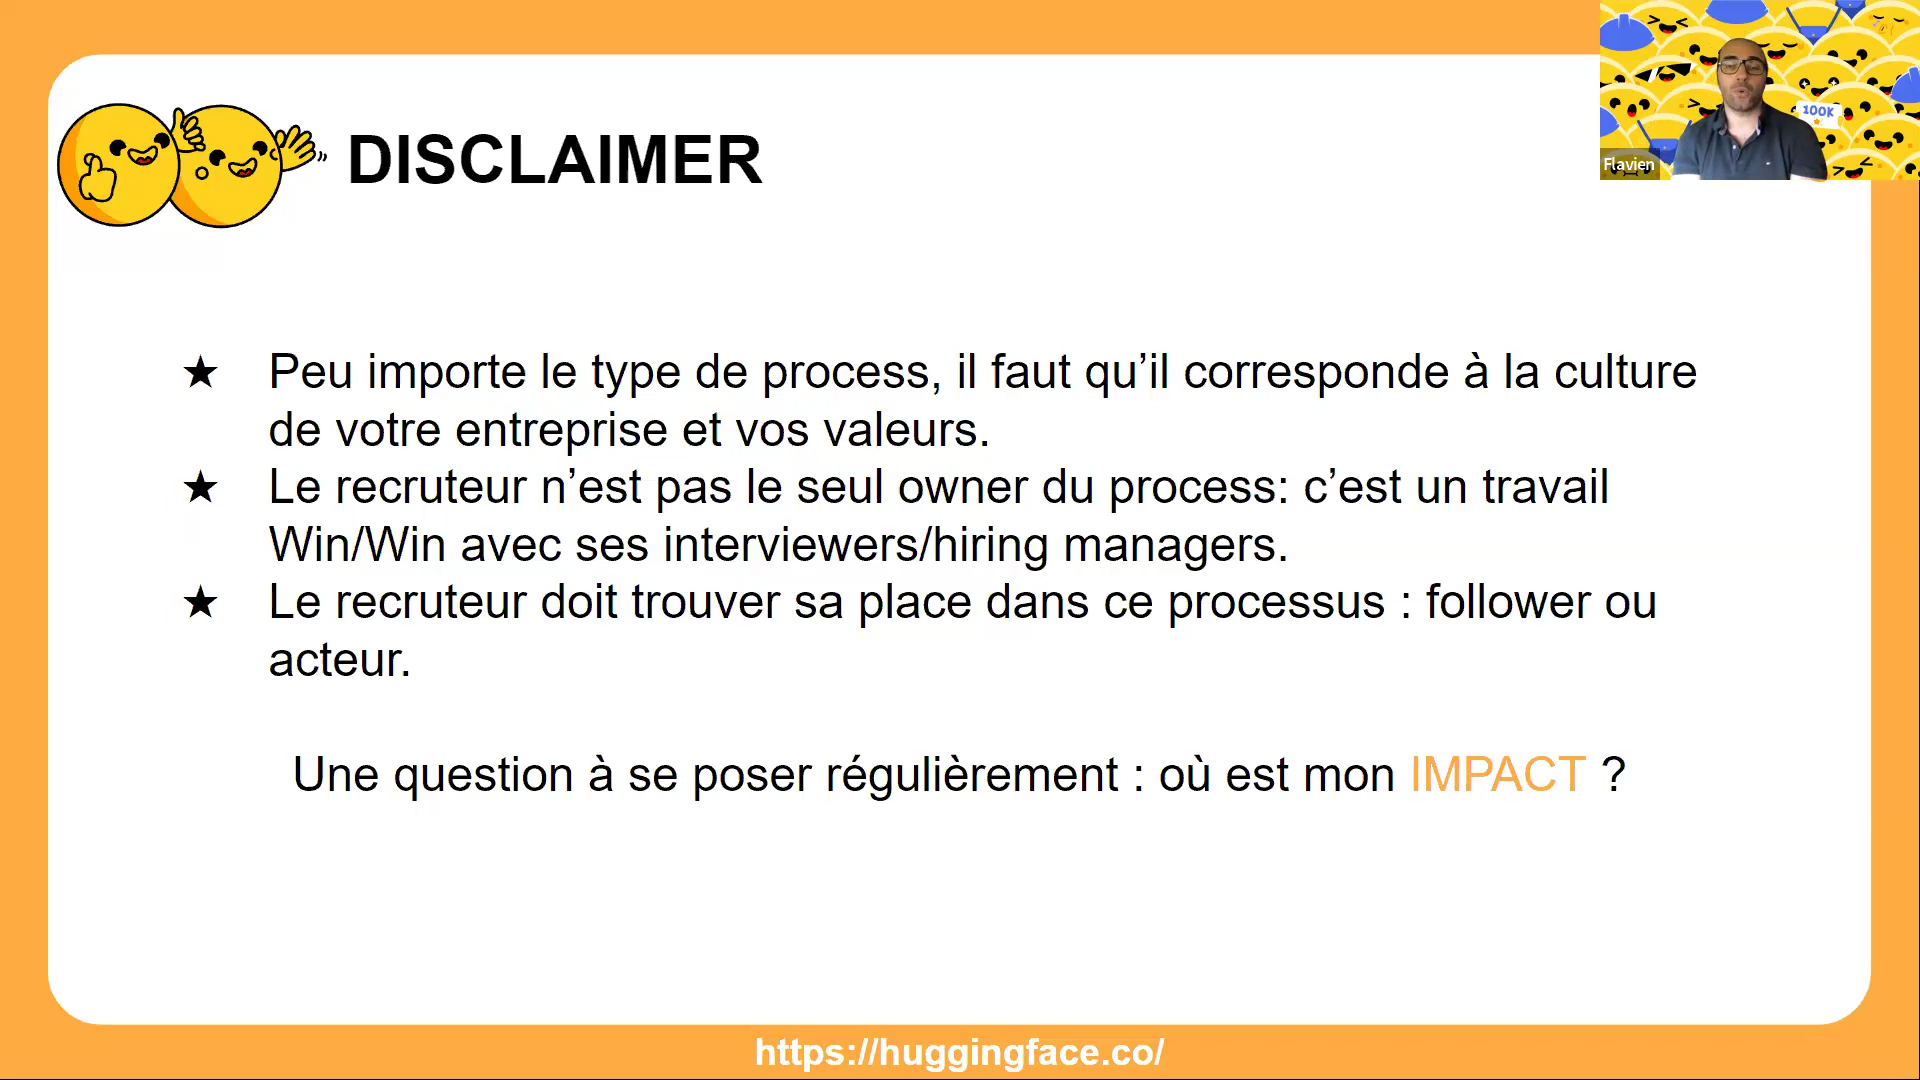 DISCLAIMER
100K
Flavien
★ Peu importe le type de process, il faut qu’il corresponde à la culture
de votre entreprise et vos valeurs.
★ Le recruteur n’est pas le seul owner du process: c’est un travail
Win/Win avec ses interviewers/hiring managers.
★ Le recruteur doit trouver sa place dans ce processus : follower ou
acteur.
Une question à se poser régulièrement : où est mon IMPACT ?
https://huggingface.co/